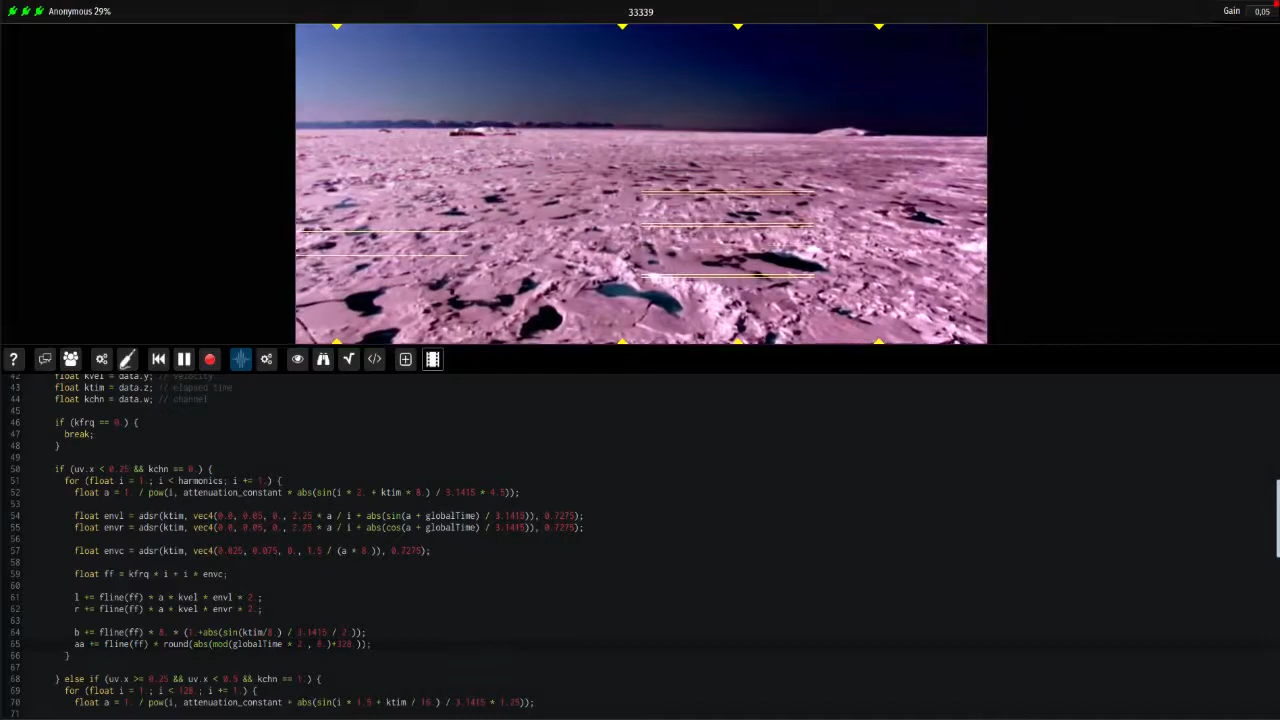 Anonymous 29%
33339
Gain 0,05
?
42 float kvel = data.y; // velocity
43 float ktim = data.z; // elapsed time
44 float kchn = data.w; // channel
45
46 if (kfrq == 0.) {
47 break;
48 }
49
50 if (uv.x < 0.25 && kchn == 0.) {
51 for (float i = 1.; i < harmonics; i += 1.) {
52 float a = 1. / pow(i, attenuation_constant * abs(sin(i * 2. + ktim * 8.) / 3.1415 * 4.5));
53
54 float envl = adsr(ktim, vec4(0.0, 0.05, 0., 2.25 * a / i + abs(sin(a + globalTime) / 3.1415)), 0.7275);
55 float envr = adsr(ktim, vec4(0.0, 0.05, 0., 2.25 * a / i + abs(cos(a + globalTime) / 3.1415)), 0.7275);
56
57 float envc = adsr(ktim, vec4(0.025, 0.075, 0., 1.5 / (a * 8.)), 0.7275);
58
59 float ff = kfrq * i + i * envc;
60
61 l += fline(ff) * a * kvel * envl * 2.;
62 r += fline(ff) * a * kvel * envr * 2.;
63
64 b += fline(ff) * 8. * (1.+abs(sin(ktim/8.) / 3.1415 / 2.));
65 aa += fline(ff) * round(abs(mod(globalTime * 2., 8.)+328.));
66 }
67
68 } else if (uv.x >= 0.25 && uv.x < 0.5 && kchn == 1.) {
69 for (float i = 1.; i < 128.; i += 1.) {
70 float a = 1. / pow(i, attenuation_constant + abs(sin(i * 1.5 + ktim / 16.) / 3.1415 * 1.25));
71